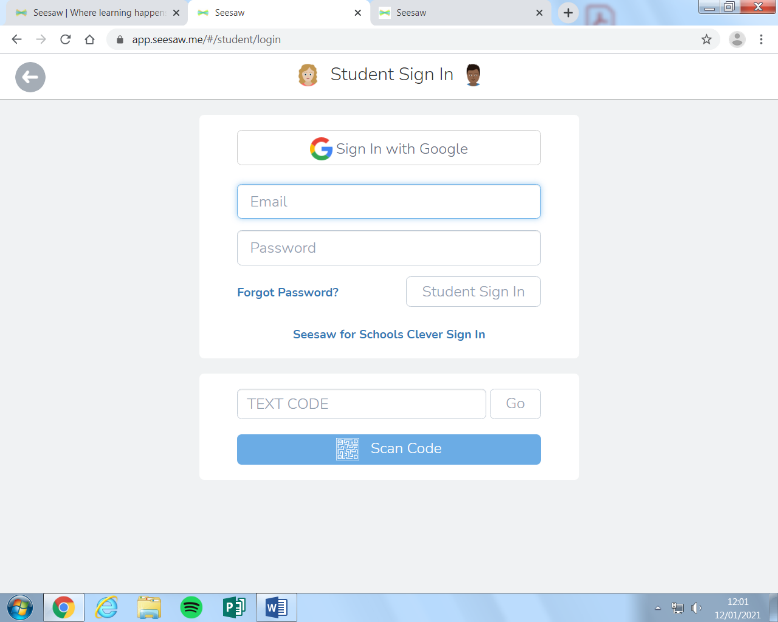 Seesaw | Where learning happen
Seesaw
Seesaw
app.seesaw.me/#/student/login
Student Sign In
Sign In with Google
Email
Password
Forgot Password?
Student Sign In
Seesaw for Schools Clever Sign In
TEXT CODE
Go
Scan Code
12:01
12/01/2021